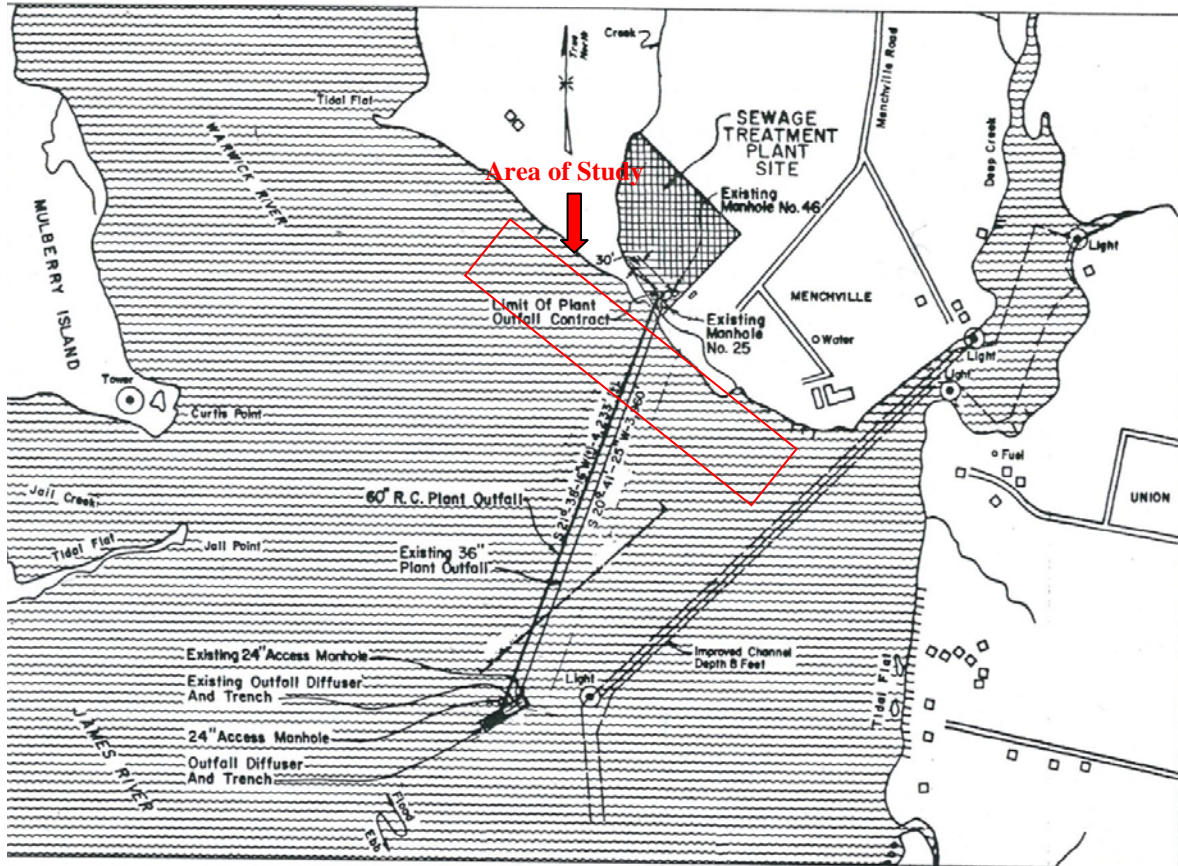 Creek
True
North
Tidal Flat
WARWICK RIVER
SEWAGE
TREATMENT
PLANT
SITE
Menchville Road
Deep Creek
Area of Study
Existing
Manhole No. 46
MULBERRY ISLAND
30'
Light
Limit Of Plant
Outfall Contract
MENCHVILLE
Existing
Manhole
No. 25
Water
Light
Light
Tower
Curtis Point
Fuel
UNION
60" R.C. Plant Outfall
Jail Creek
Tidal Flat
Jail Point
Existing 36"
Plant Outfall
Existing 24" Access Manhole
Improved Channel
Depth 8 Feet
Existing Outfall Diffuser
And Trench
Light
Tidal Flat
24" Access Manhole
JAMES RIVER
Outfall Diffuser
And Trench
Flood
Ebb